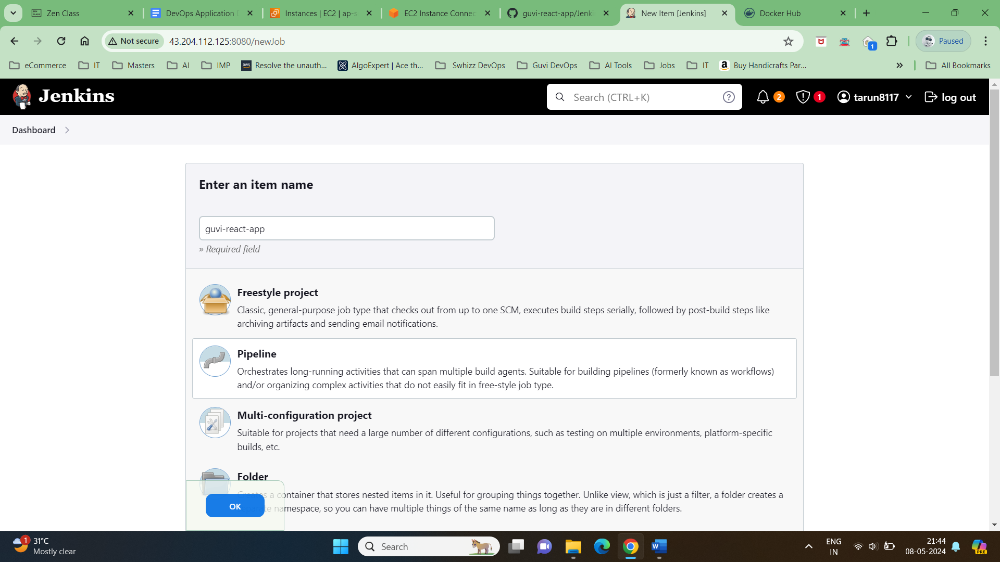 Zen Class
DevOps Application D
Instances | EC2 | ap-s
EC2 Instance Connec
guvi-react-app/Jenki
New Item [Jenkins]
Docker Hub
Not secure
43.204.112.125:8080/newJob
1
Paused
eCommerce
IT
Masters
AI
IMP
aws
Resolve the unauth...
AlgoExpert | Ace th...
Swhizz DevOps
Guvi DevOps
AI Tools
Jobs
IT
Buy Handicrafts Par...
»
All Bookmarks
Jenkins
Search (CTRL+K)
2
1
tarun8117
log out
Dashboard
Enter an item name
guvi-react-app
» Required field
Freestyle project
Classic, general-purpose job type that checks out from up to one SCM, executes build steps serially, followed by post-build steps like
archiving artifacts and sending email notifications.
Pipeline
Orchestrates long-running activities that can span multiple build agents. Suitable for building pipelines (formerly known as workflows)
and/or organizing complex activities that do not easily fit in free-style job type.
Multi-configuration project
Suitable for projects that need a large number of different configurations, such as testing on multiple environments, platform-specific
builds, etc.
Folder
Creates a container that stores nested items in it. Useful for grouping things together. Unlike view, which is just a filter, a folder creates a
namespace, so you can have multiple things of the same name as long as they are in different folders.
OK
1
31°C
Mostly clear
Search
ENG
IN
21:44
08-05-2024
PRE